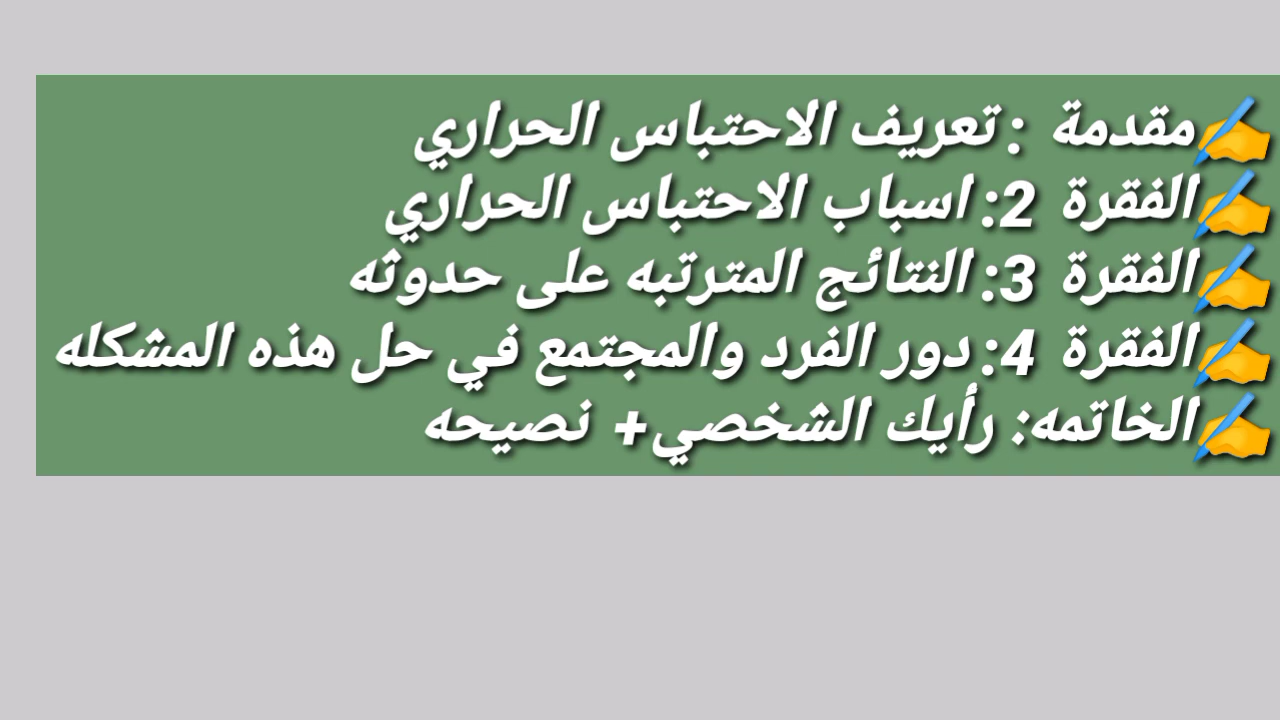 ✍مقدمة : تعريف الاحتباس الحراري
✍الفقرة 2: اسباب الاحتباس الحراري
✍الفقرة 3: النتائج المترتبه على حدوثه
✍الفقرة 4: دور الفرد والمجتمع في حل هذه المشكله
✍الخاتمه: رأيك الشخصي+ نصيحه